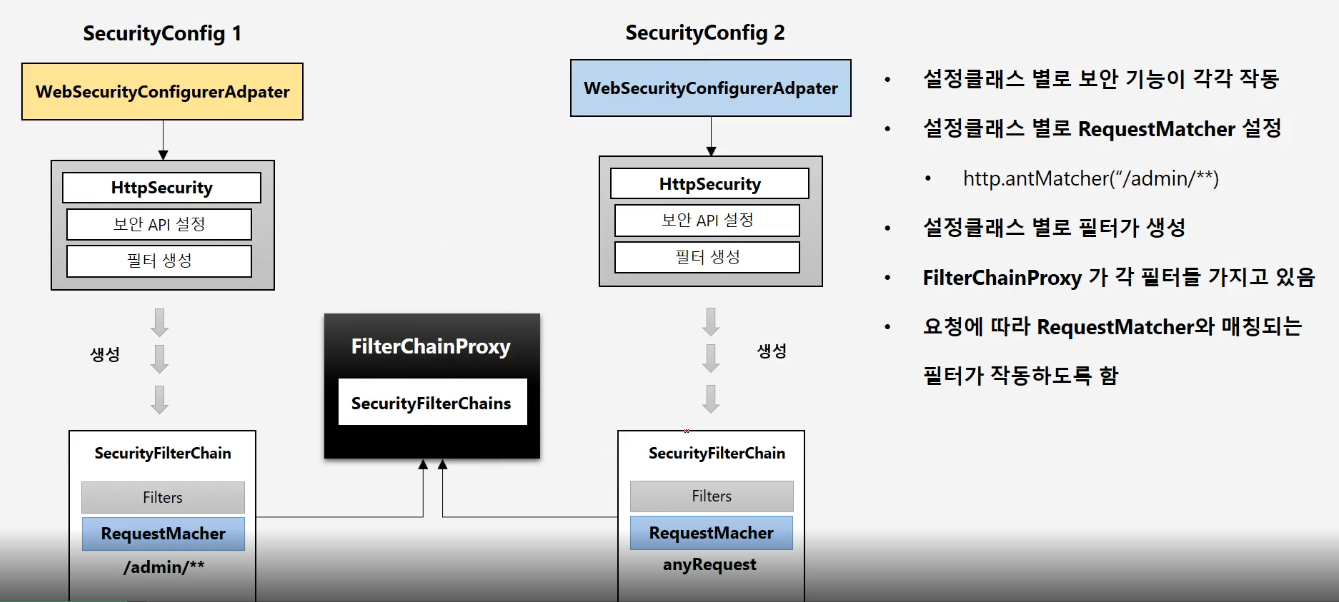 SecurityConfig 1
WebSecurityConfigurerAdpater
HttpSecurity
보안 API 설정
필터 생성
생성
SecurityFilterChain
Filters
RequestMacher
/admin/**
FilterChainProxy
SecurityFilterChains
SecurityConfig 2
WebSecurityConfigurerAdpater
HttpSecurity
보안 API 설정
필터 생성
생성
SecurityFilterChain
Filters
RequestMacher
anyRequest
• 설정클래스 별로 보안 기능이 각각 작동
• 설정클래스 별로 RequestMatcher 설정
• http.antMatcher(“/admin/**)
• 설정클래스 별로 필터가 생성
• FilterChainProxy 가 각 필터들 가지고 있음
• 요청에 따라 RequestMatcher와 매칭되는
필터가 작동하도록 함